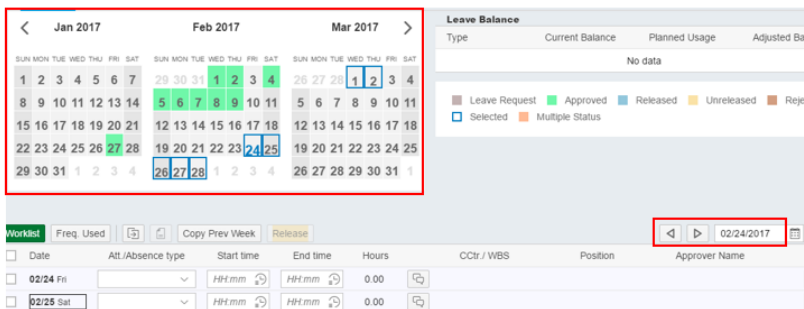 Jan 2017 Feb 2017 Mar 2017
SUN MON TUE WED THU FRI SAT SUN MON TUE WED THU FRI SAT SUN MON TUE WED THU FRI SAT
1 2 3 4 5 6 7 29 30 31 1 2 3 4 26 27 28 1 2 3 4
8 9 10 11 12 13 14 5 6 7 8 9 10 11 5 6 7 8 9 10 11
15 16 17 18 19 20 21 12 13 14 15 16 17 18 12 13 14 15 16 17 18
22 23 24 25 26 27 28 19 20 21 22 23 24 25 19 20 21 22 23 24 25
29 30 31 1 2 3 4 26 27 28 1 2 3 4 26 27 28 29 30 31 1
Leave Balance
Type Current Balance Planned Usage Adjusted Ba
No data
Leave Request Approved Released Unreleased Reje
Selected Multiple Status
Worklist Freq. Used Copy Prev Week Release 02/24/2017
Date Att./Absence type Start time End time Hours CCtr./ WBS Position Approver Name
02/24 Fri HH:mm HH:mm 0.00
02/25 Sat HH:mm HH:mm 0.00